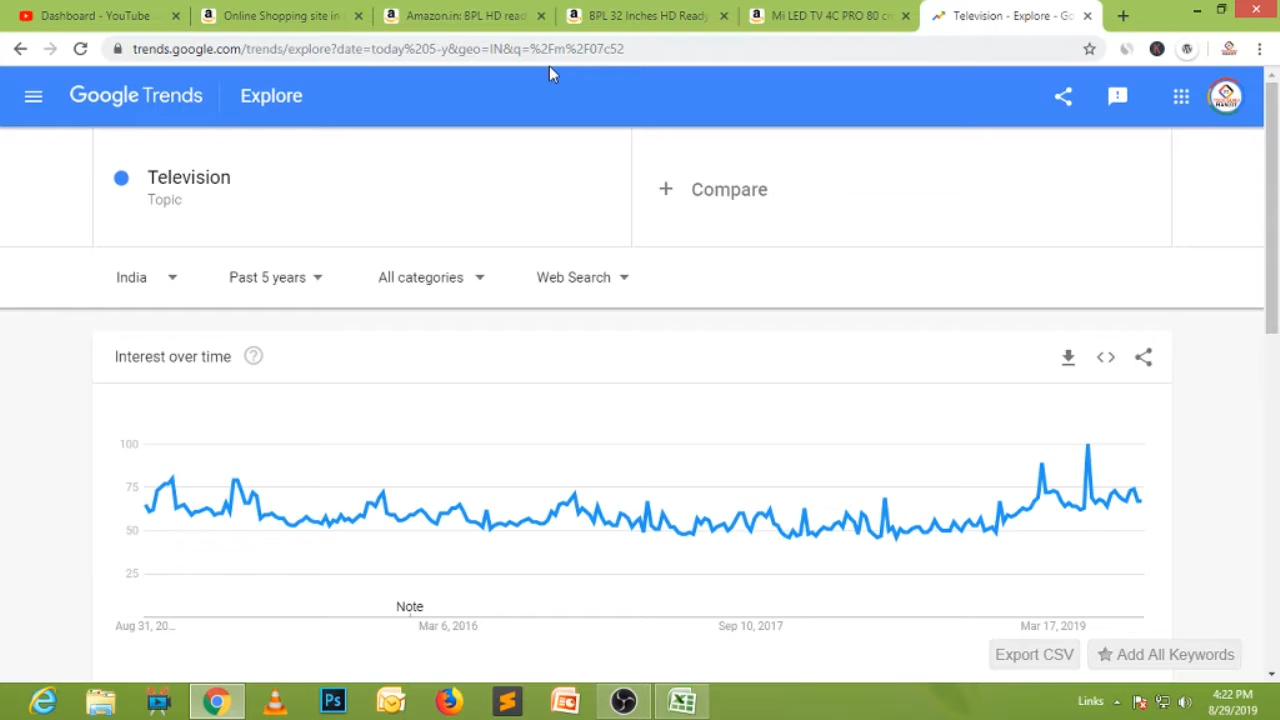 Dashboard - YouTube
Online Shopping site in
Amazon.in: BPL HD read
BPL 32 Inches HD Ready
Mi LED TV 4C PRO 80 c
Television - Explore - Go
trends.google.com/trends/explore?date=today%205-y&geo=IN&q=%2Fm%2F07c52
Google Trends
Explore
Television
Topic
+ Compare
India
Past 5 years
All categories
Web Search
Interest over time
100
75
50
25
Note
Aug 31, 20...
Mar 6, 2016
Sep 10, 2017
Mar 17, 2019
Export CSV
Add All Keywords
Ps
Links
4:22 PM
8/29/2019